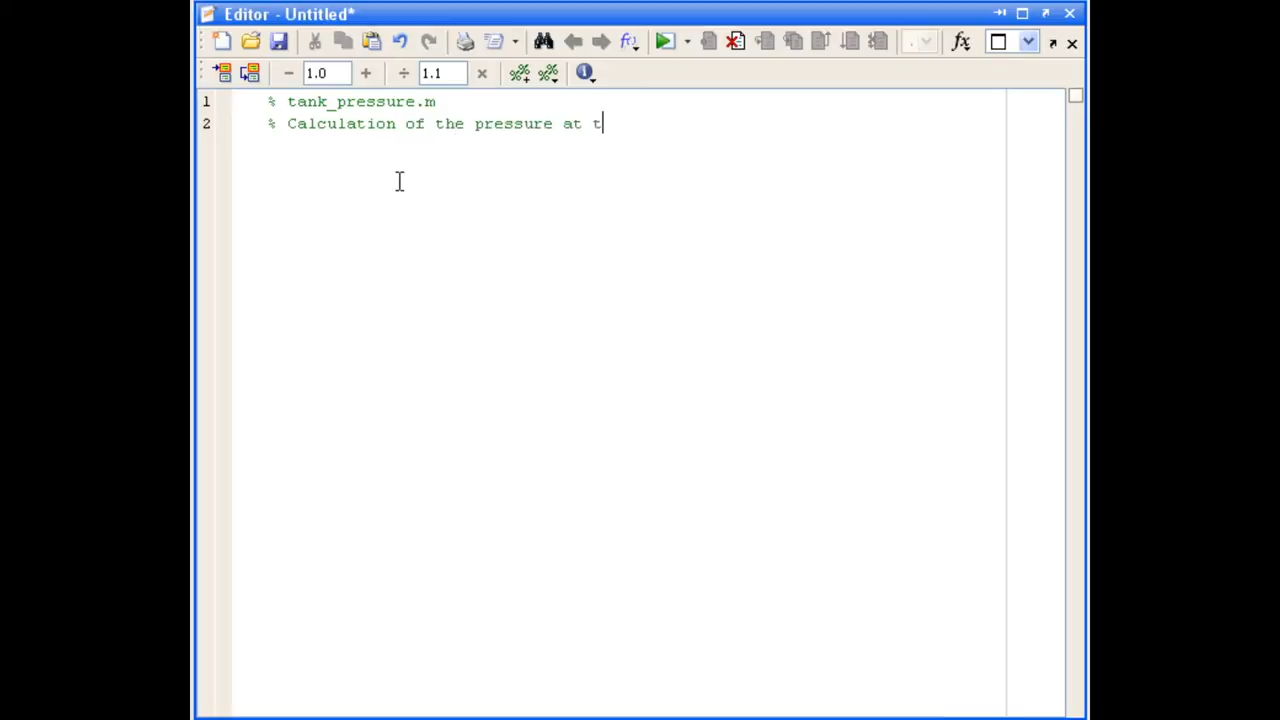 Editor - Untitled*
1.0
1.1
1 % tank_pressure.m
2 % Calculation of the pressure at t